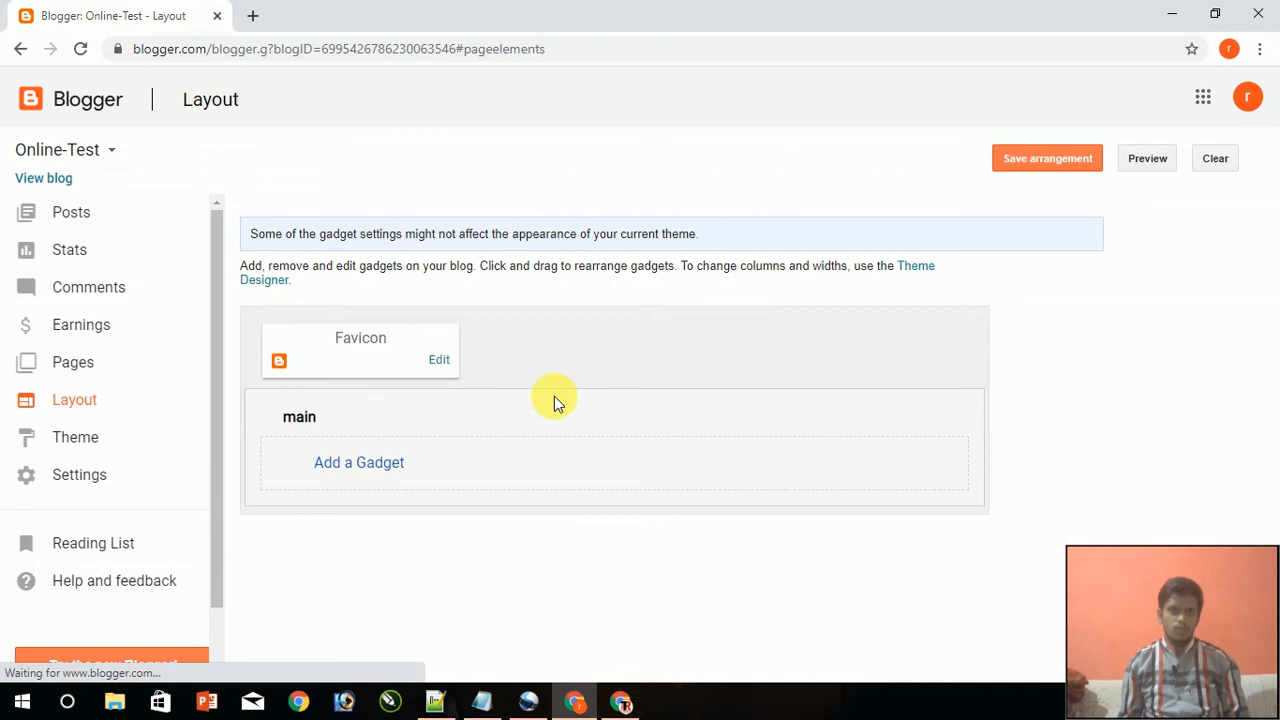 Blogger: Online-Test - Layout
blogger.com/blogger.g?blogID=6995426786230063546#pageelements
r
Blogger
Layout
r
Online-Test
View blog
Save arrangement
Preview
Clear
Posts
Stats
Comments
Earnings
Pages
Layout
Theme
Settings
Reading List
Help and feedback
Some of the gadget settings might not affect the appearance of your current theme.
Add, remove and edit gadgets on your blog. Click and drag to rearrange gadgets. To change columns and widths, use the Theme
Designer.
Favicon
Edit
main
Add a Gadget
Try the new Blogger!
Waiting for www.blogger.com...